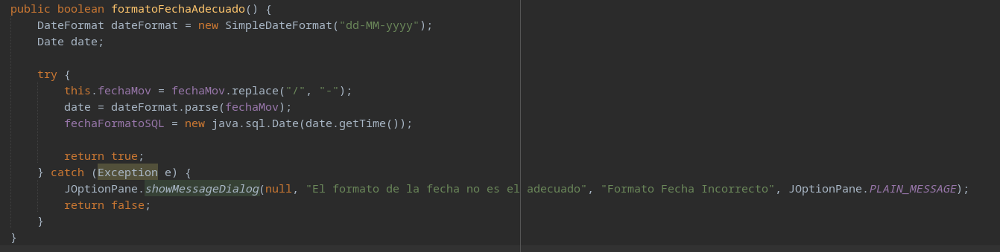 public boolean formatoFechaAdecuado() {
    DateFormat dateFormat = new SimpleDateFormat("dd-MM-yyyy");
    Date date;

    try {
        this.fechaMov = fechaMov.replace("/", "-");
        date = dateFormat.parse(fechaMov);
        fechaFormatoSQL = new java.sql.Date(date.getTime());

        return true;
    } catch (Exception e) {
        JOptionPane.showMessageDialog(null, "El formato de la fecha no es el adecuado", "Formato Fecha Incorrecto", JOptionPane.PLAIN_MESSAGE);
        return false;
    }
}